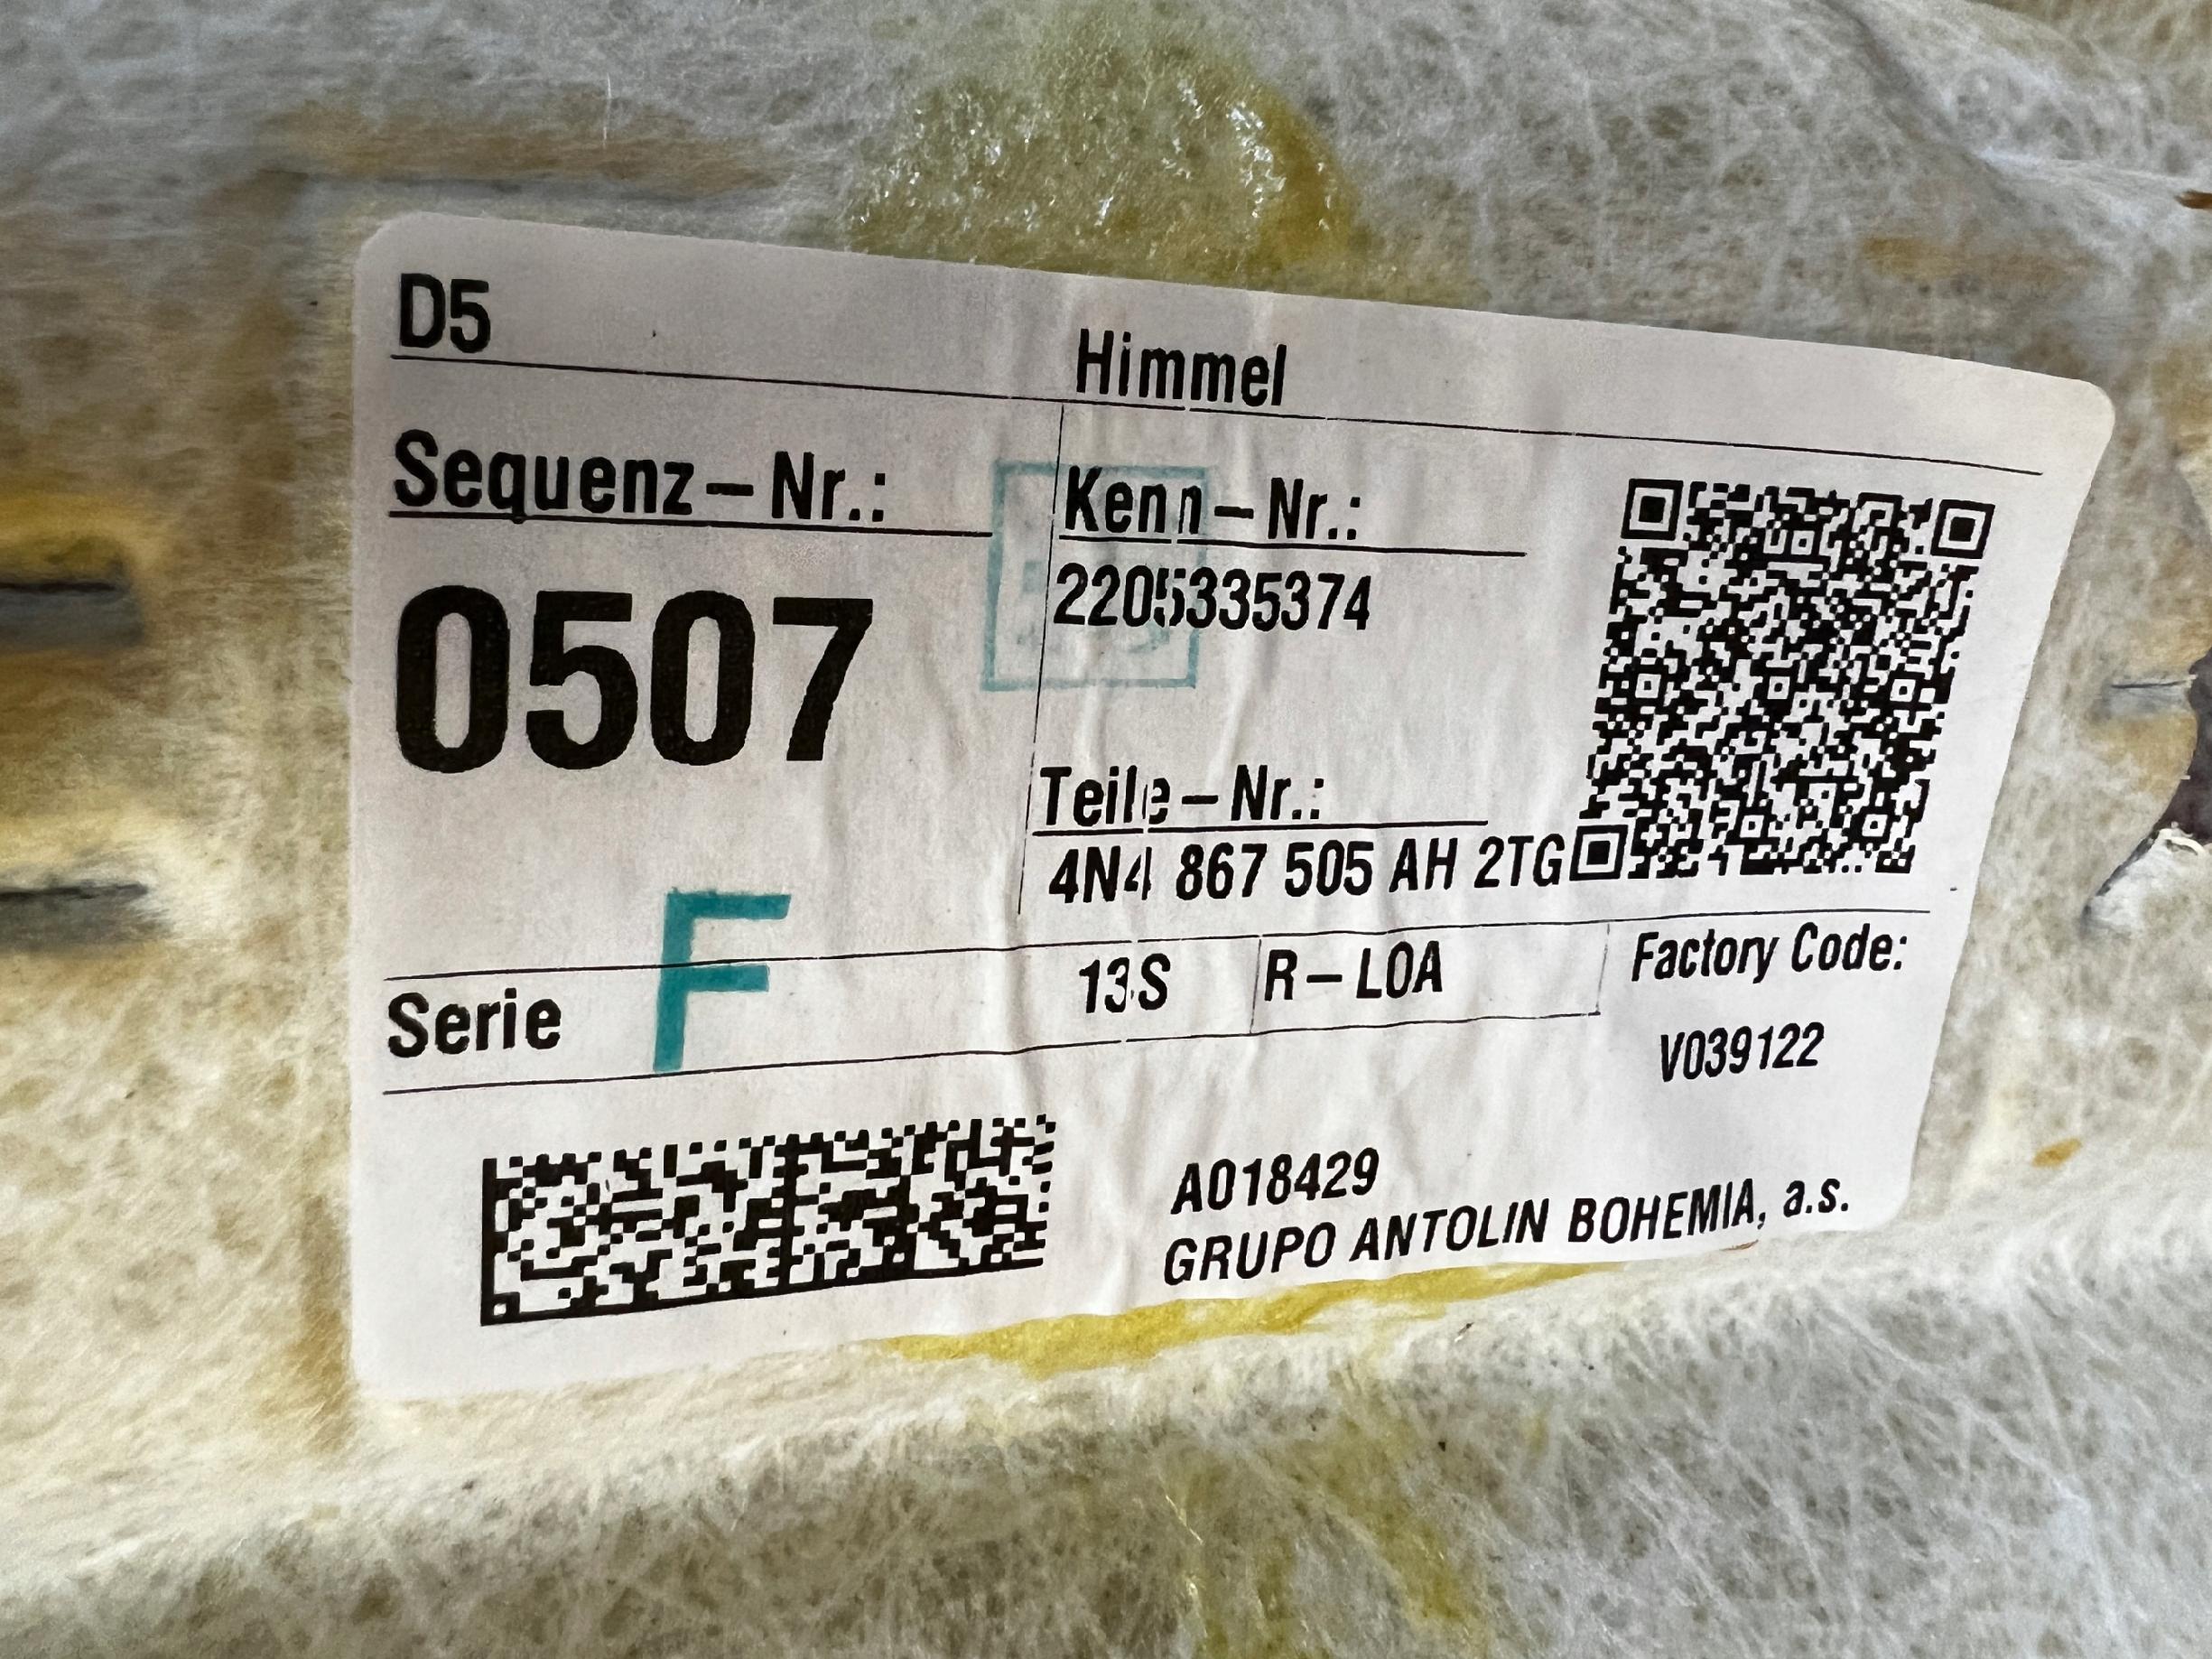 D5
Himmel
Sequenz-Nr.:
0507
Kenn-Nr.:
2205335374
Teile-Nr.:
4N4 867 505 AH 2TG
Serie F
13S
R-LOA
Factory Code:
V039122
A018429
GRUPO ANTOLIN BOHEMIA, a.s.